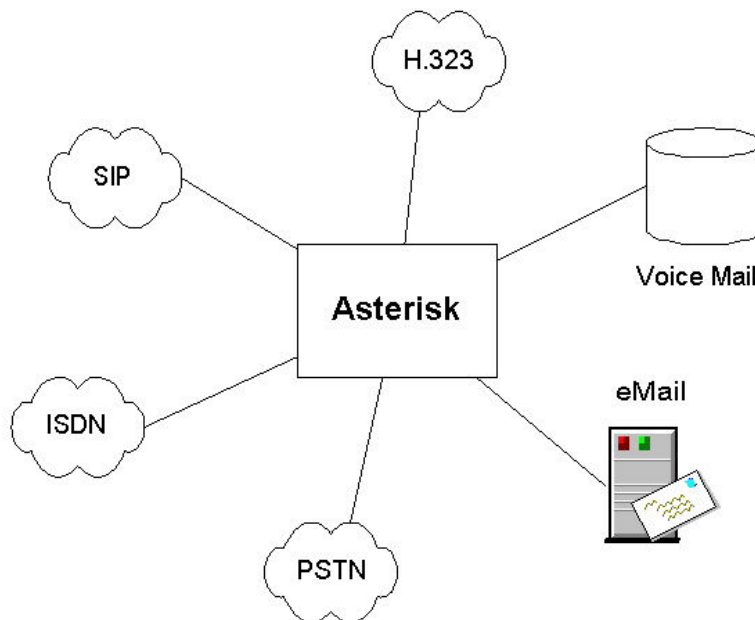 H.323
SIP
Voice Mail
Asterisk
eMail
ISDN
PSTN